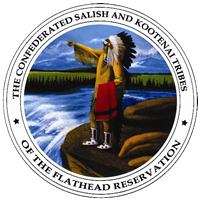 THE CONFEDERATED SALISH AND KOOTENAI TRIBES
OF THE FLATHEAD RESERVATION